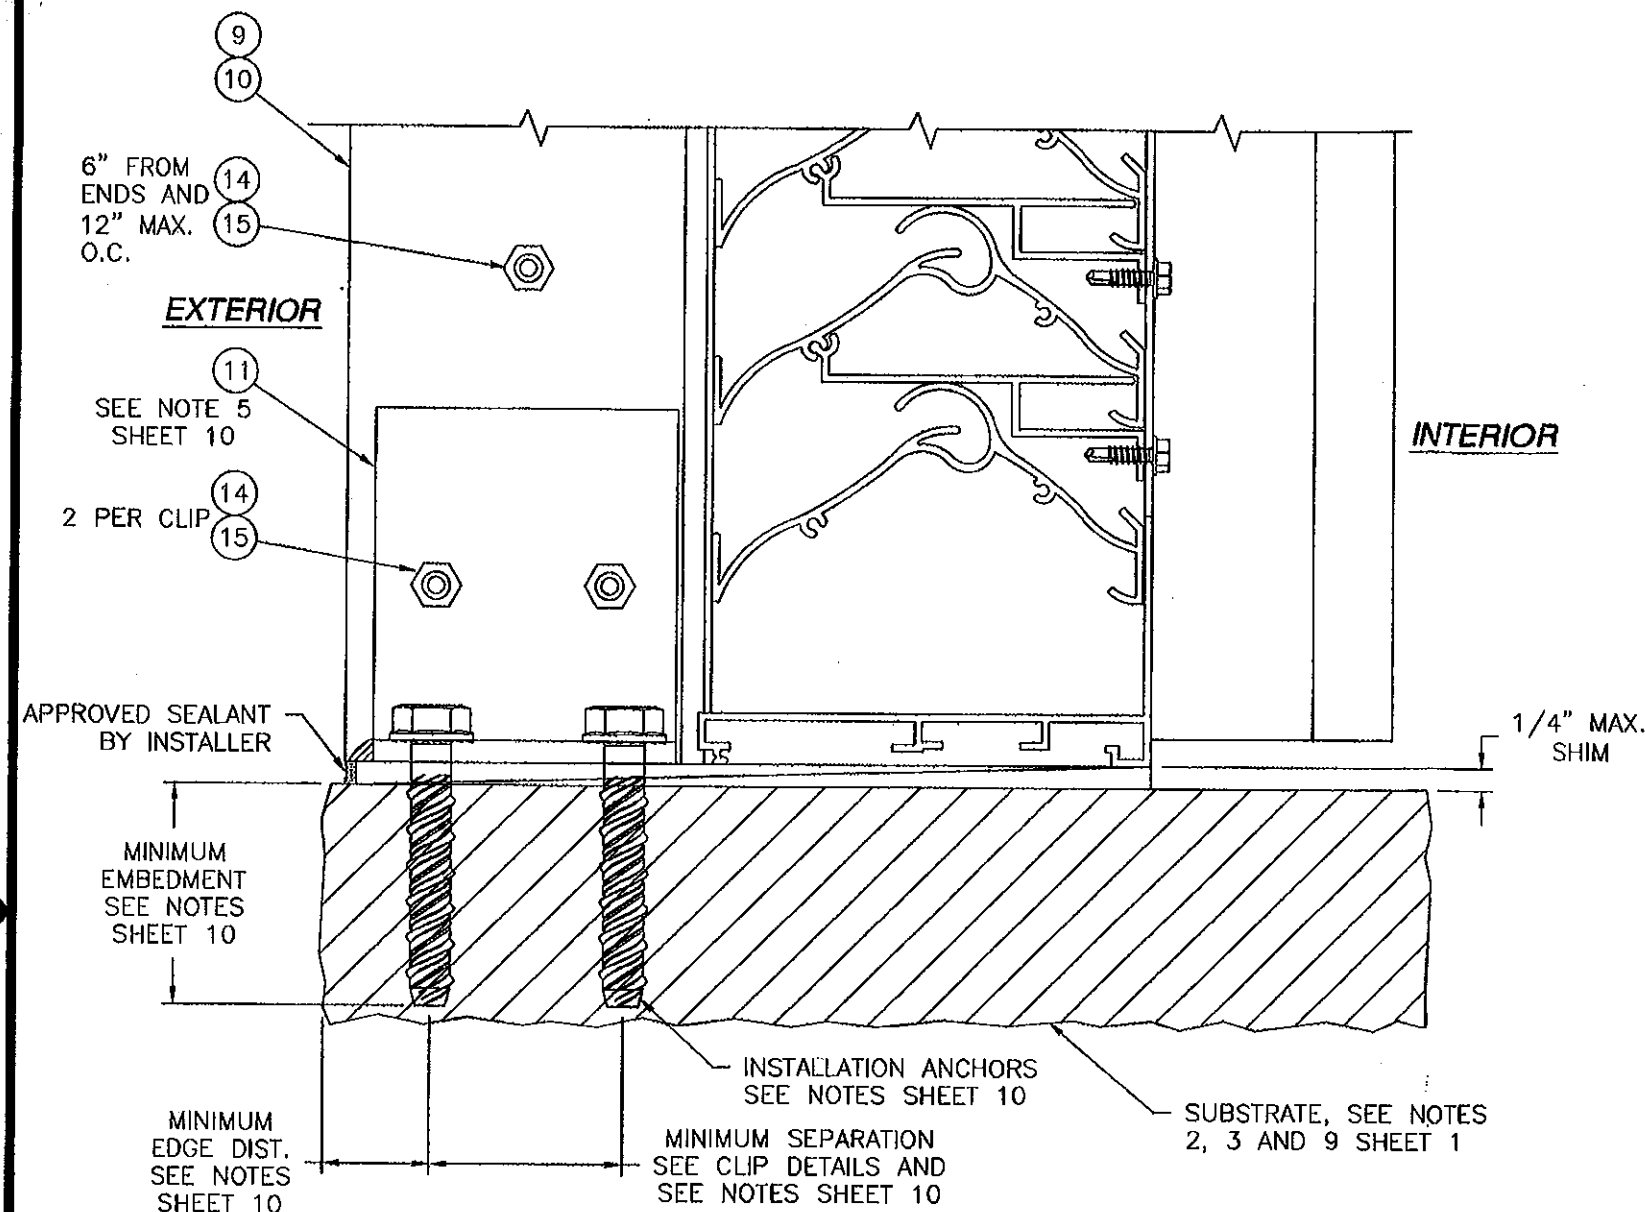 9
10
6" FROM
ENDS AND
12" MAX.
O.C.
14
15
EXTERIOR
11
SEE NOTE 5
SHEET 10
14
2 PER CLIP
15
INTERIOR
APPROVED SEALANT
BY INSTALLER
1/4" MAX.
SHIM
MINIMUM
EMBEDMENT
SEE NOTES
SHEET 10
INSTALLATION ANCHORS
SEE NOTES SHEET 10
MINIMUM
EDGE DIST.
SEE NOTES
SHEET 10
MINIMUM SEPARATION
SEE CLIP DETAILS AND
SEE NOTES SHEET 10
SUBSTRATE, SEE NOTES
2, 3 AND 9 SHEET 1